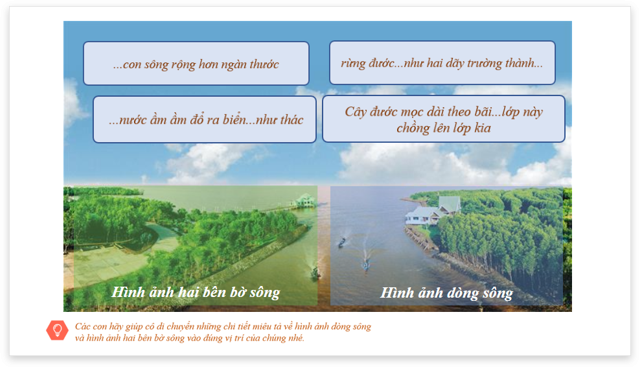 ...con sông rộng hơn ngàn thước
rừng đước...như hai dãy trường thành...
...nước ầm ầm đổ ra biển...như thác
Cây đước mọc dài theo bãi...lớp này
chồng lên lớp kia
Hình ảnh hai bên bờ sông
Hình ảnh dòng sông
Các con hãy giúp cô di chuyển những chi tiết miêu tả về hình ảnh dòng sông
và hình ảnh hai bên bờ sông vào đúng vị trí của chúng nhé.